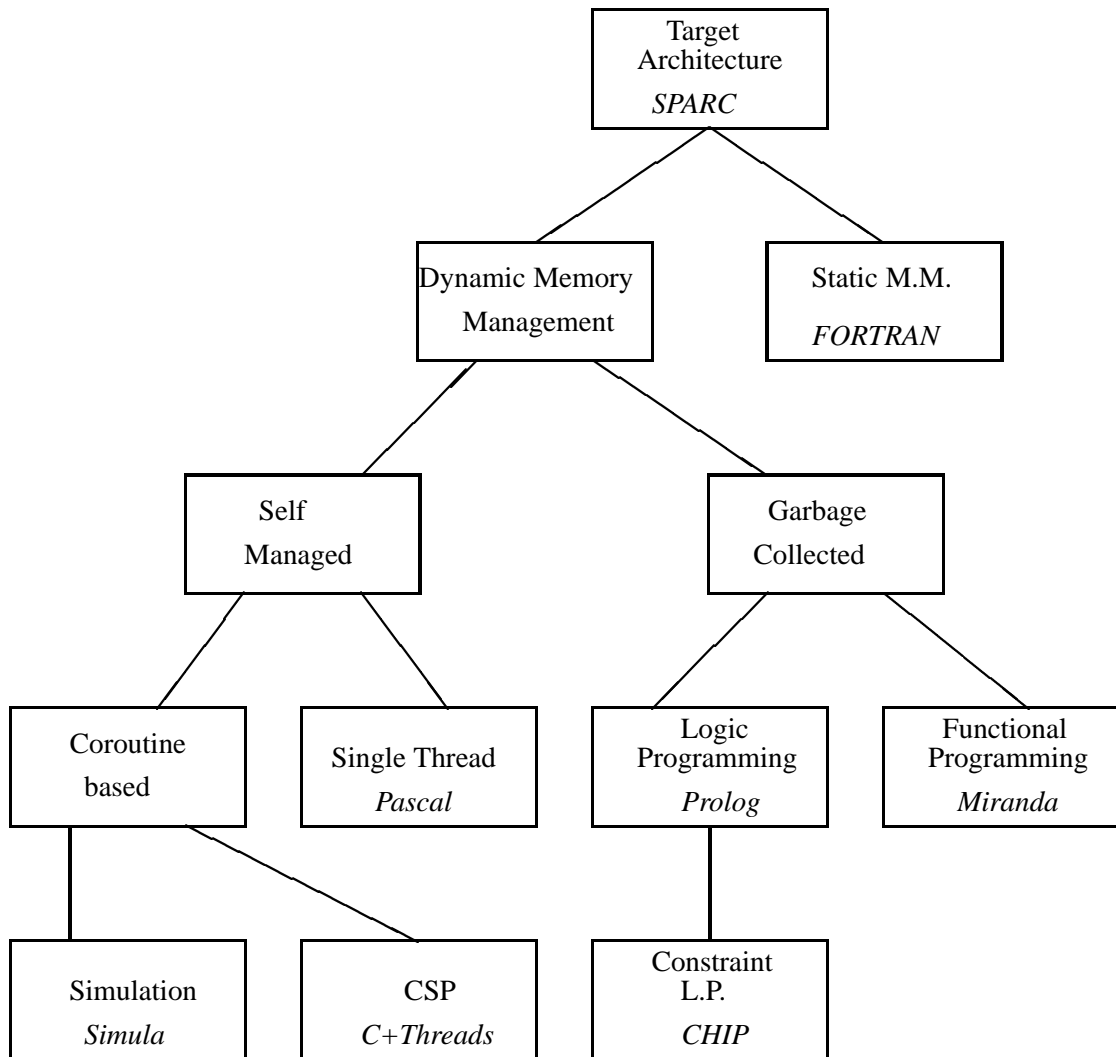 Target
Architecture
SPARC
Dynamic Memory
Management
Static M.M.
FORTRAN
Self
Managed
Garbage
Collected
Coroutine
based
Single Thread
Pascal
Logic
Programming
Prolog
Functional
Programming
Miranda
Simulation
Simula
CSP
C+Threads
Constraint
L.P.
CHIP